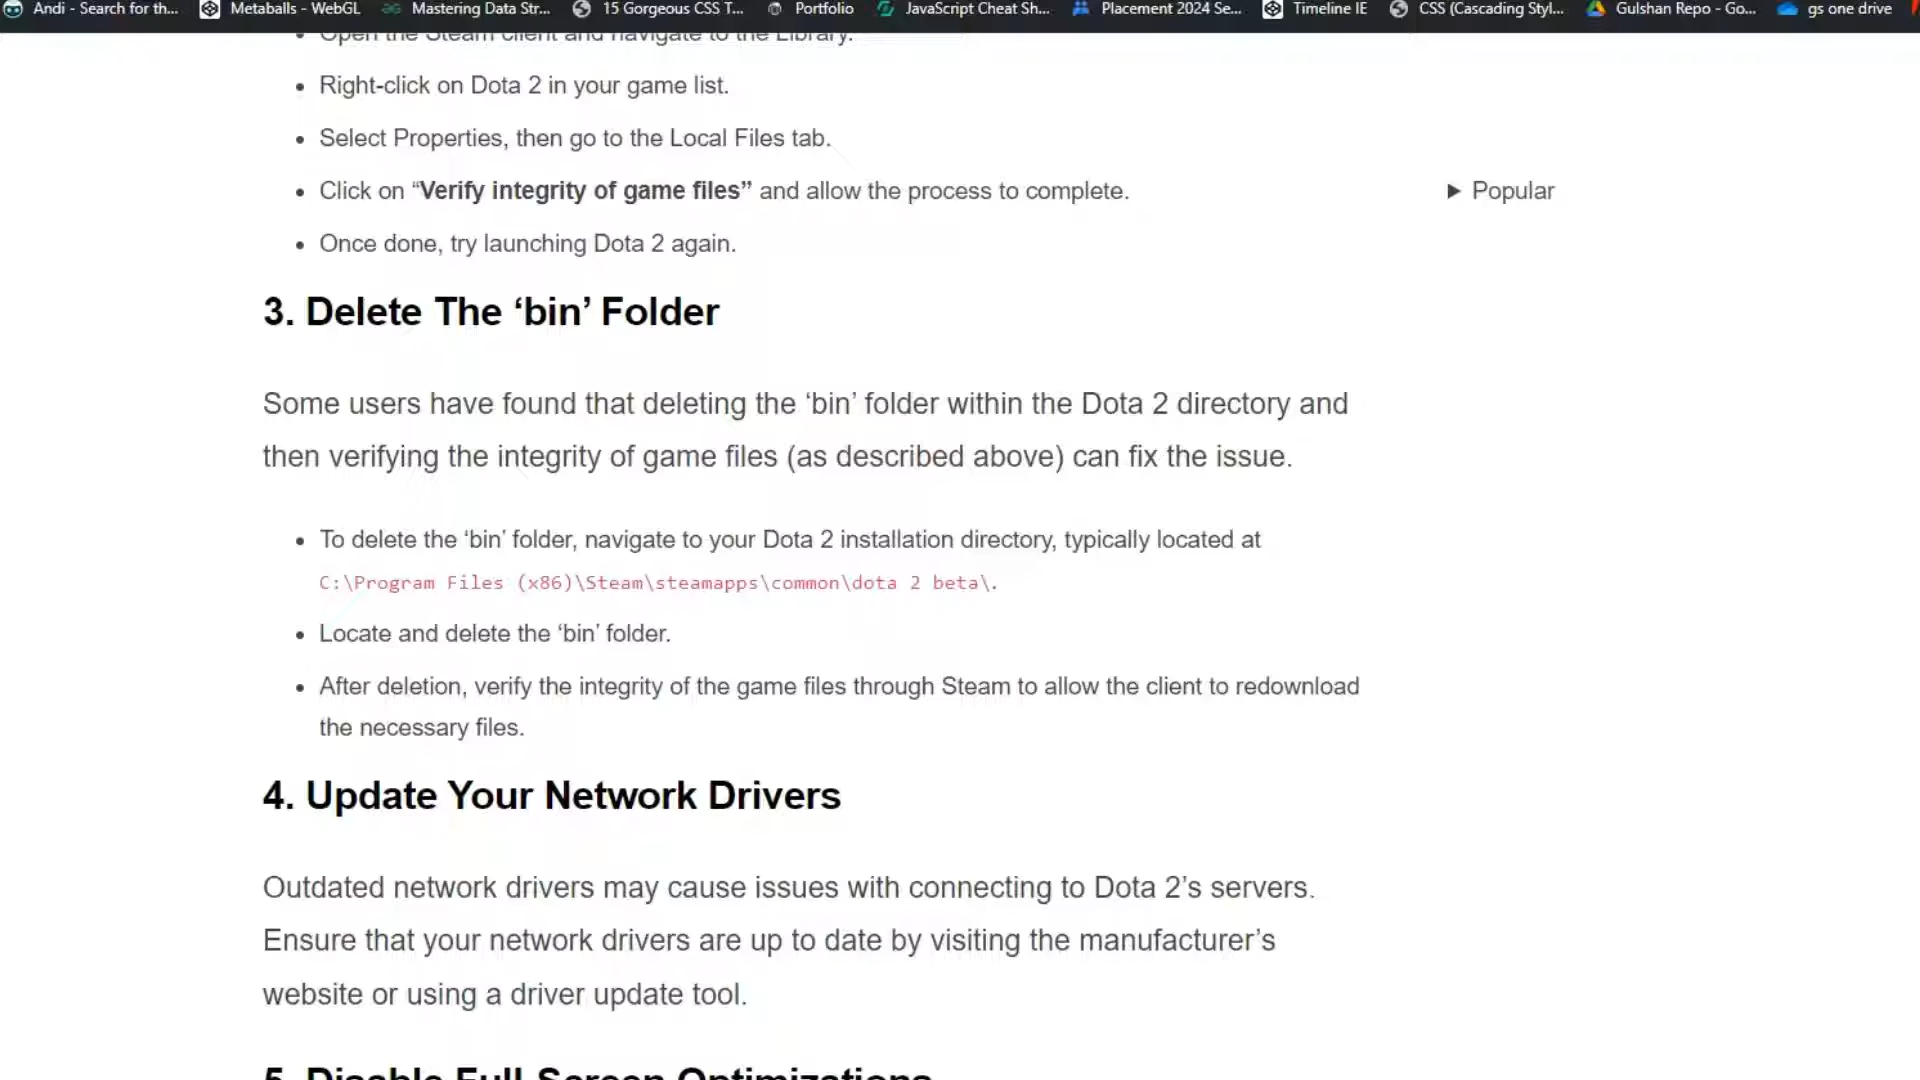 Andi - Search for th... Metaballs - WebGL Mastering Data Str... 15 Gorgeous CSS T... Portfolio JavaScript Cheat Sh... Placement 2024 Se... Timeline IE CSS (Cascading Styl... Gulshan Repo - Go... gs one drive
• Open the Steam client and navigate to the Library.
• Right-click on Dota 2 in your game list.
• Select Properties, then go to the Local Files tab.
• Click on “Verify integrity of game files” and allow the process to complete.
▶ Popular
• Once done, try launching Dota 2 again.
3. Delete The ‘bin’ Folder
Some users have found that deleting the ‘bin’ folder within the Dota 2 directory and
then verifying the integrity of game files (as described above) can fix the issue.
• To delete the ‘bin’ folder, navigate to your Dota 2 installation directory, typically located at
C:\Program Files (x86)\Steam\steamapps\common\dota 2 beta\.
• Locate and delete the ‘bin’ folder.
• After deletion, verify the integrity of the game files through Steam to allow the client to redownload
the necessary files.
4. Update Your Network Drivers
Outdated network drivers may cause issues with connecting to Dota 2’s servers.
Ensure that your network drivers are up to date by visiting the manufacturer’s
website or using a driver update tool.
5. Disable Full-Screen Optimizations